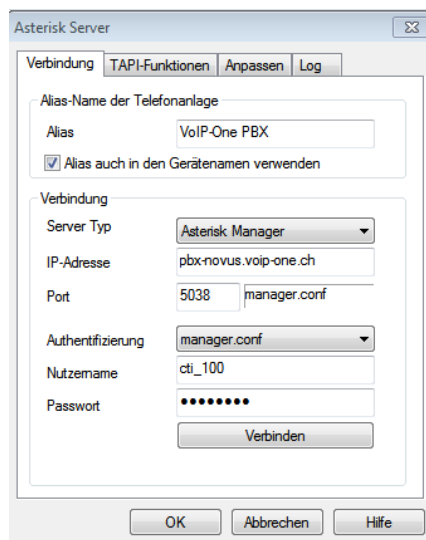 Asterisk Server
Verbindung TAPI-Funktionen Anpassen Log
Alias-Name der Telefonanlage
Alias VoIP-One PBX
Alias auch in den Gerätenamen verwenden
Verbindung
Server Typ Asterisk Manager
IP-Adresse pbx-novus.voip-one.ch
Port 5038 manager.conf
Authentifizierung manager.conf
Nutzername cti_100
Passwort ●●●●●●●●
Verbinden
OK Abbrechen Hilfe